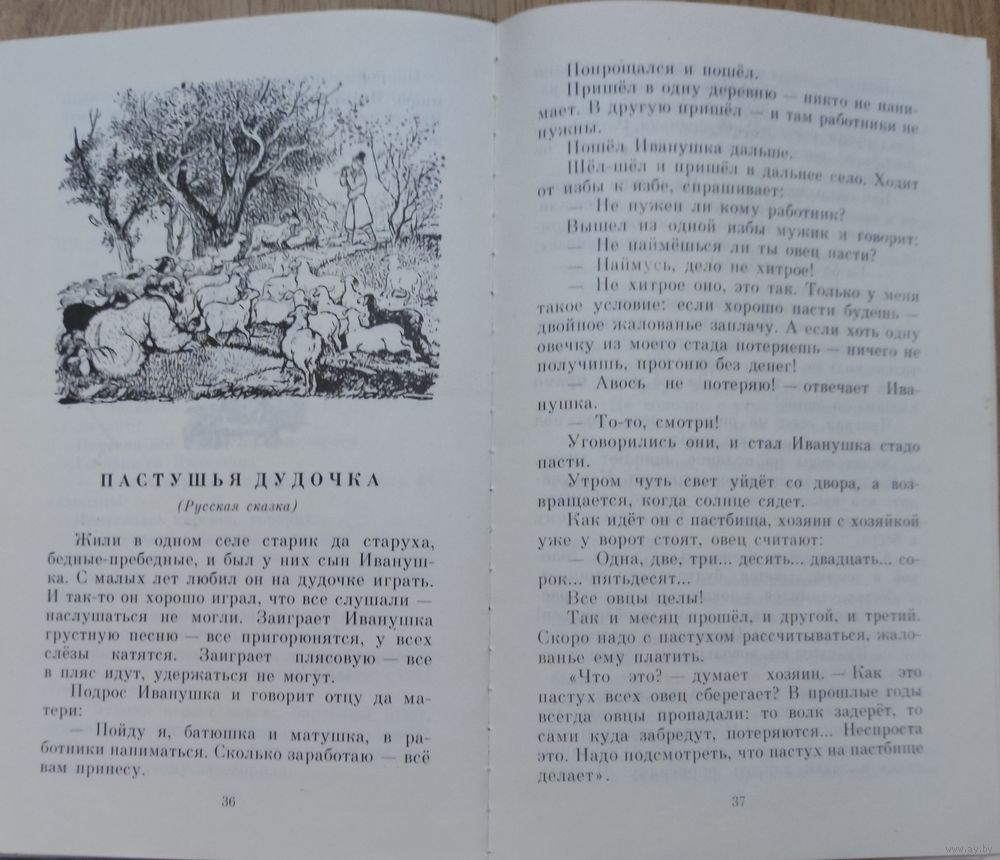 ПАСТУШЬЯ ДУДОЧКА
(Русская сказка)
Жили в одном селе старик да старуха,
бедные-пребедные, и был у них сын Ивануш-
ка. С малых лет любил он на дудочке играть.
И так-то он хорошо играл, что все слушали —
наслушаться не могли. Заиграет Иванушка
грустную песню — все пригорюнятся, у всех
слёзы катятся. Заиграет плясовую — все
в пляс идут, удержаться не могут.
Подрос Иванушка и говорит отцу да ма-
тери:
— Пойду я, батюшка и матушка, в ра-
ботники наниматься. Сколько заработаю — всё
вам принесу.
36
Попрощался и пошёл.
Пришёл в одну деревню — никто не нани-
мает. В другую пришёл — и там работники не
нужны.
Пошёл Иванушка дальше.
Шёл-шёл и пришёл в дальнее село. Ходит
от избы к избе, спрашивает:
— Не нужен ли кому работник?
Вышел из одной избы мужик и говорит:
— Не наймёшься ли ты овец пасти?
— Наймусь, дело не хитрое!
— Не хитрое оно, это так. Только у меня
такое условие: если хорошо пасти будешь —
двойное жалованье заплачу. А если хоть одну
овечку из моего стада потеряешь — ничего не
получишь, прогоню без денег!
— Авось не потеряю! — отвечает Ива-
нушка.
— То-то, смотри!
Уговорились они, и стал Иванушка стадо
пасти.
Утром чуть свет уйдёт со двора, а воз-
вращается, когда солнце сядет.
Как идёт он с пастбища, хозяин с хозяйкой
уже у ворот стоят, овец считают:
— Одна, две, три... десять... двадцать... со-
рок... пятьдесят...
Все овцы целы!
Так и месяц прошёл, и другой, и третий.
Скоро надо с пастухом рассчитываться, жало-
ванье ему платить.
«Что это? — думает хозяин. — Как это
пастух всех овец сберегает? В прошлые годы
всегда овцы пропадали: то волк задерёт, то
сами куда забредут, потеряются... Неспроста
это. Надо подсмотреть, что пастух на пастбище
делает».
37
www.ay.by